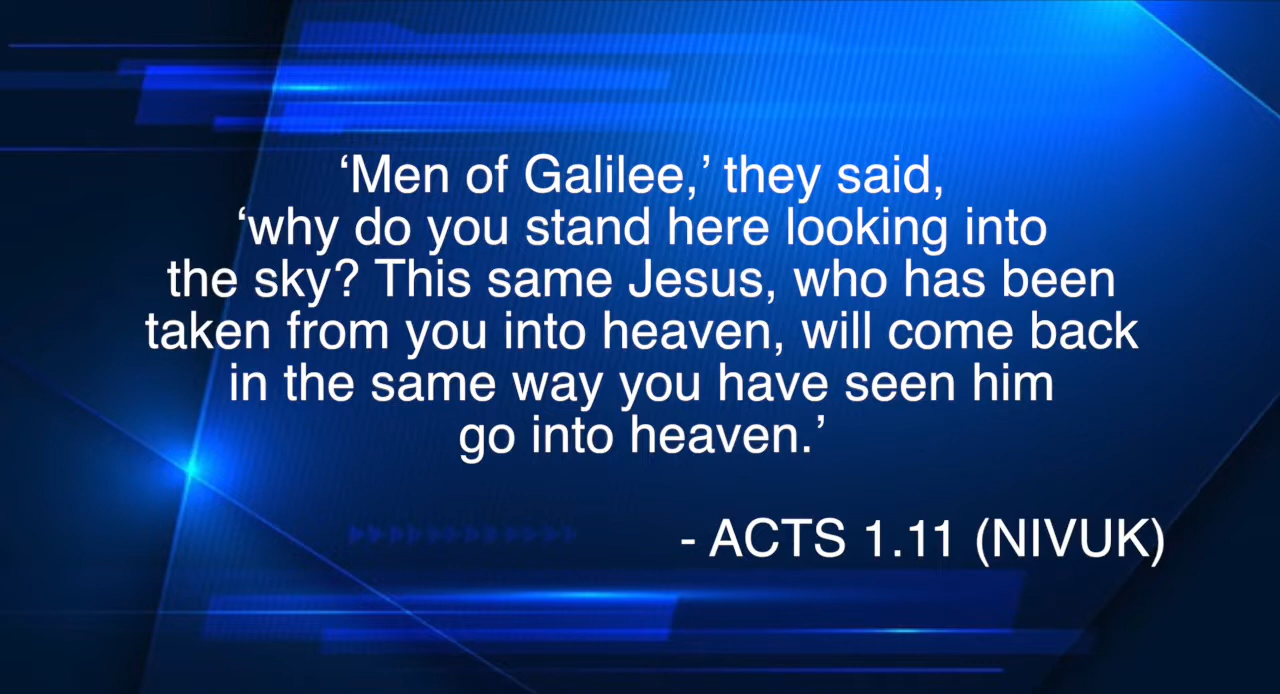 ‘Men of Galilee,’ they said,
‘why do you stand here looking into
the sky? This same Jesus, who has been
taken from you into heaven, will come back
in the same way you have seen him
go into heaven.’
- ACTS 1.11 (NIVUK)